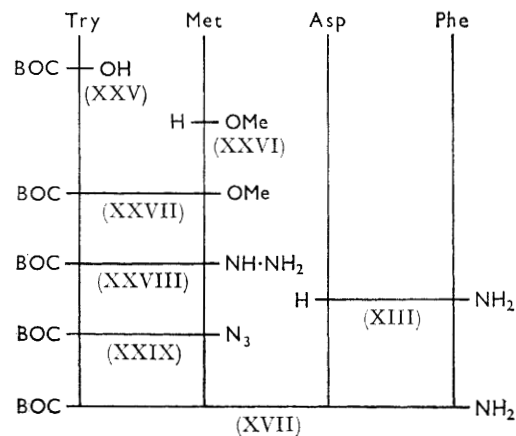 Try Met Asp Phe
BOC OH
(XXV)
H OMe
(XXVI)
BOC OMe
(XXVII)
BOC NH·NH₂
(XXVIII)
H NH₂
(XIII)
BOC N₃
(XXIX)
BOC NH₂
(XVII)